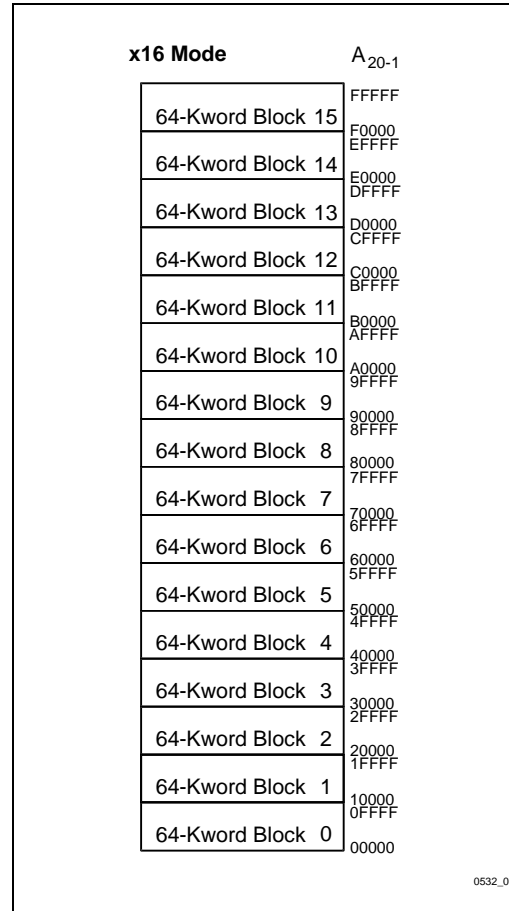 x16 Mode A20-1
FFFFF
64-Kword Block 15
F0000
EFFFF
64-Kword Block 14
E0000
DFFFF
64-Kword Block 13
D0000
CFFFF
64-Kword Block 12
C0000
BFFFF
64-Kword Block 11
B0000
AFFFF
64-Kword Block 10
A0000
9FFFF
64-Kword Block 9
90000
8FFFF
64-Kword Block 8
80000
7FFFF
64-Kword Block 7
70000
6FFFF
64-Kword Block 6
60000
5FFFF
64-Kword Block 5
50000
4FFFF
64-Kword Block 4
40000
3FFFF
64-Kword Block 3
30000
2FFFF
64-Kword Block 2
20000
1FFFF
64-Kword Block 1
10000
0FFFF
64-Kword Block 0
00000
0532_0